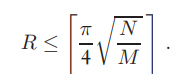 R ≤ ⌈ π/4 √(N/M) ⌉ .